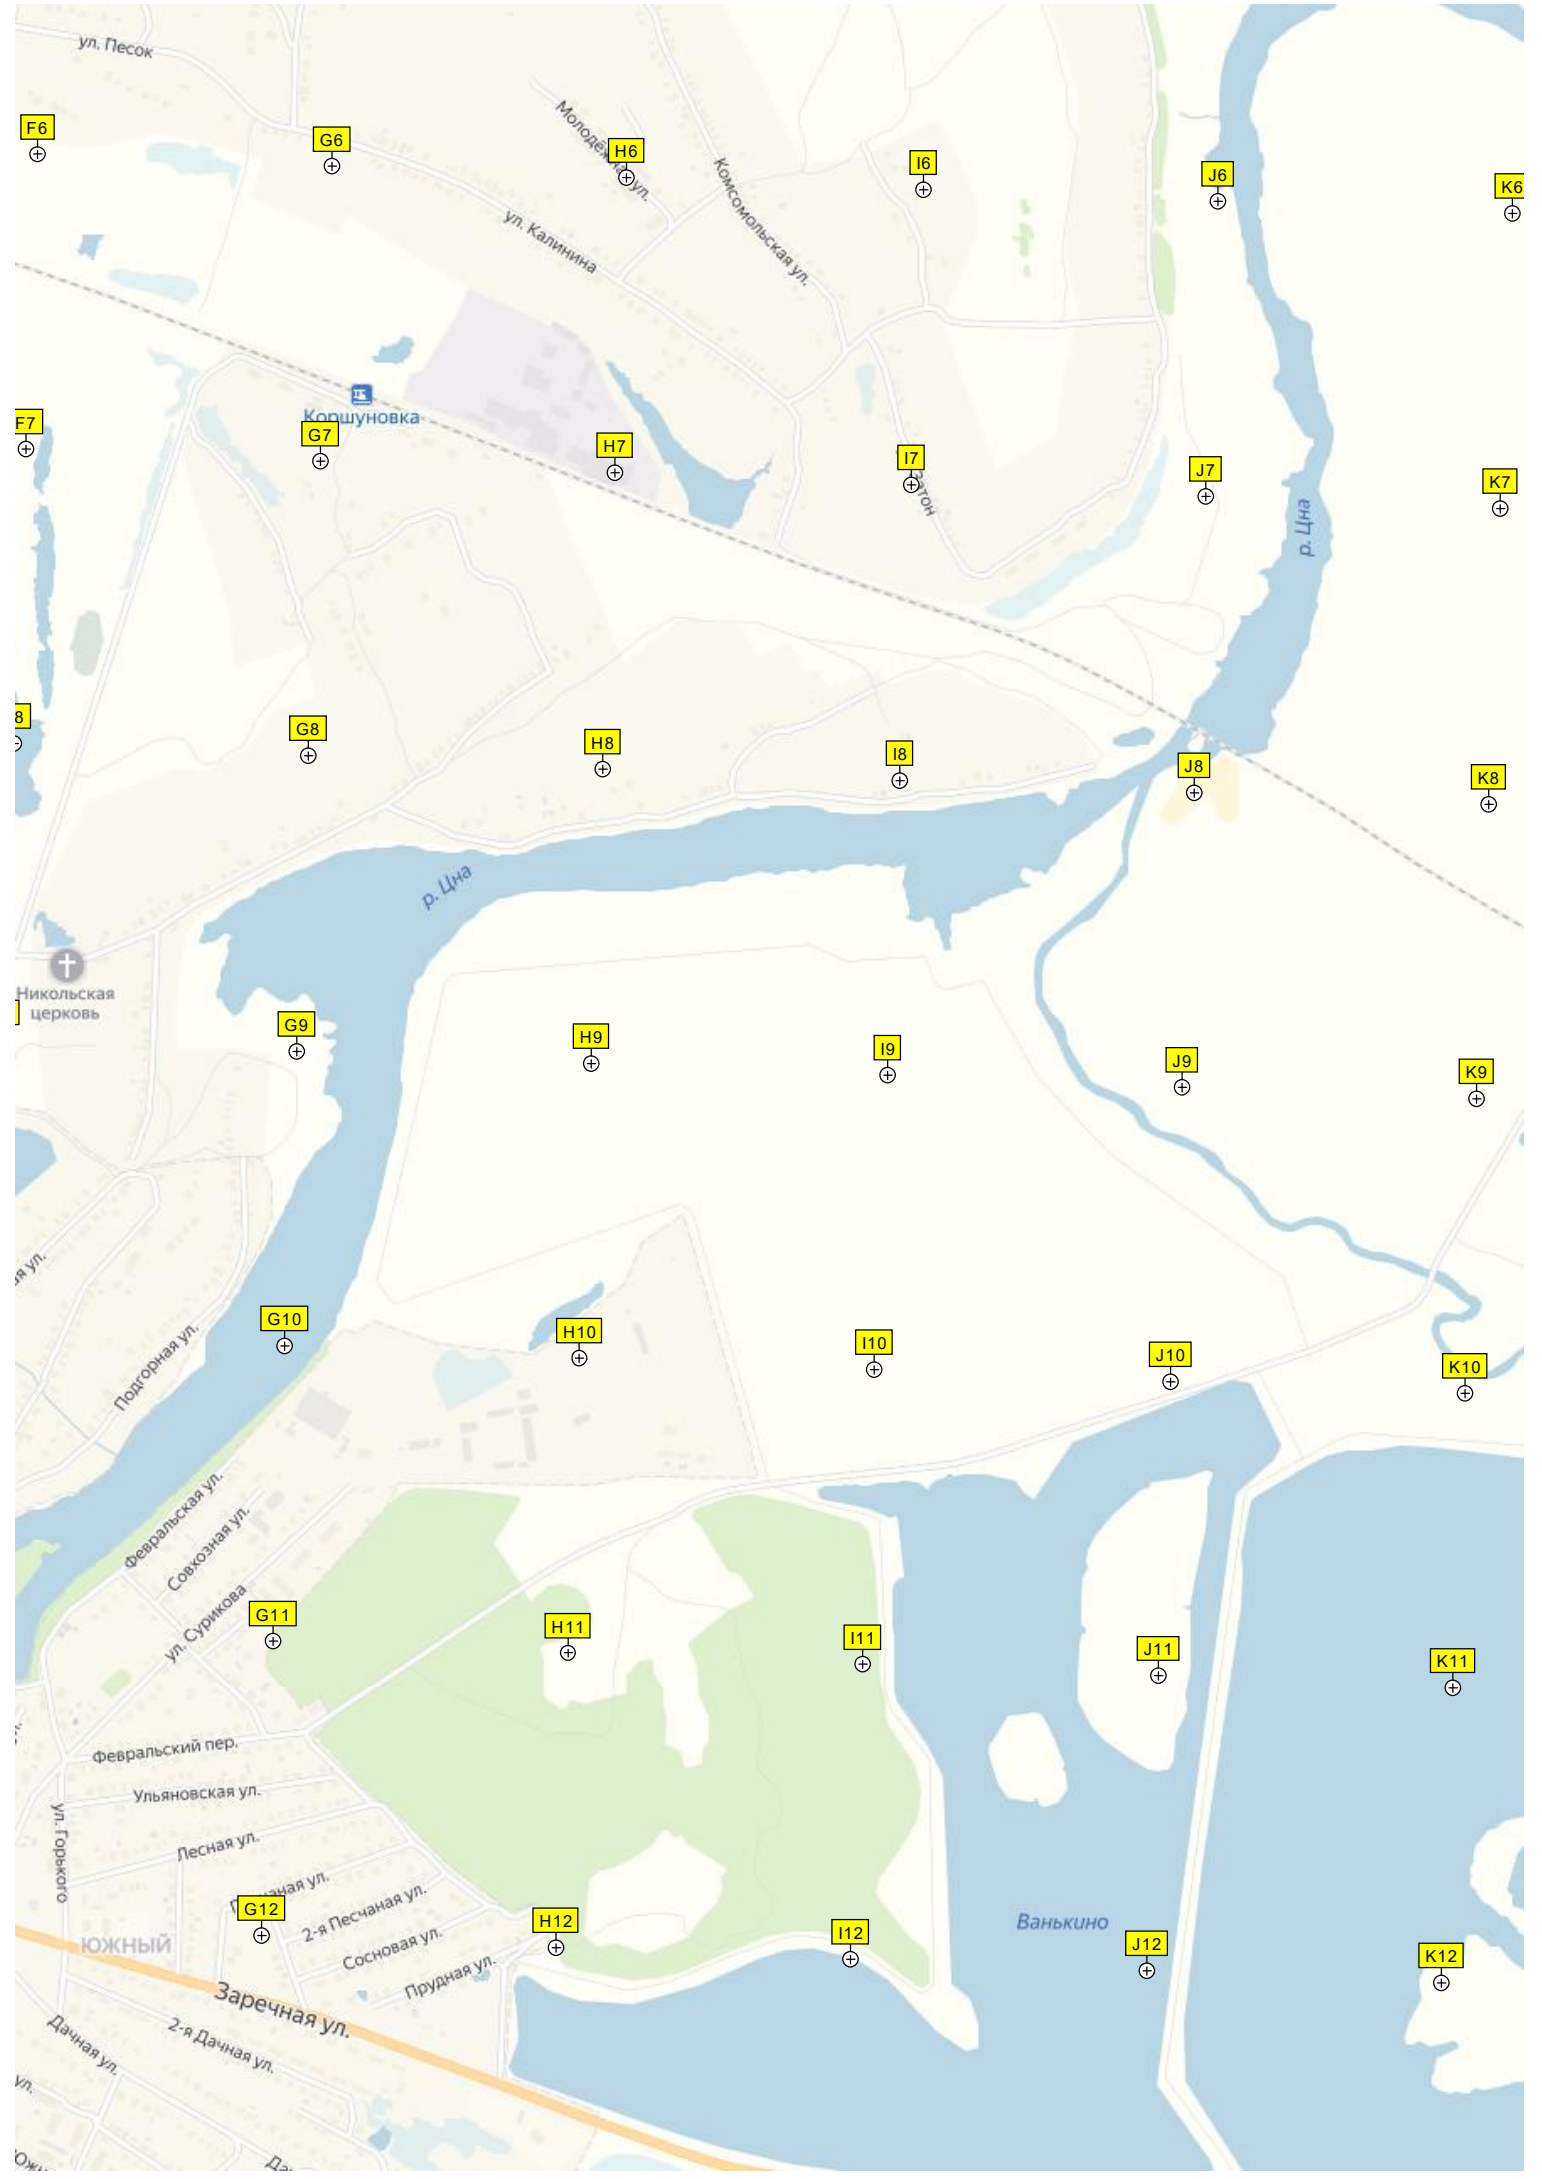 ул. Песок
F6
G6
Молодёжная ул.
H6
Комсомольская ул.
I6
J6
K6
ул. Калинина
Коршуновка
F7
G7
H7
I7
J7
K7
р. Цна
8
G8
H8
I8
J8
K8
р. Цна
Никольская
церковь
G9
H9
I9
J9
K9
G10
H10
I10
J10
K10
Подгорная ул.
Февральская ул.
Совхозная ул.
ул. Сурикова
G11
H11
I11
J11
K11
Февральский пер.
Ульяновская ул.
ул. Горького
Лесная ул.
G12
2-я Песчаная ул.
H12
I12
Ванькино
J12
K12
ЮЖНЫЙ
Сосновая ул.
Прудная ул.
Заречная ул.
Дачная ул.
2-я Дачная ул.